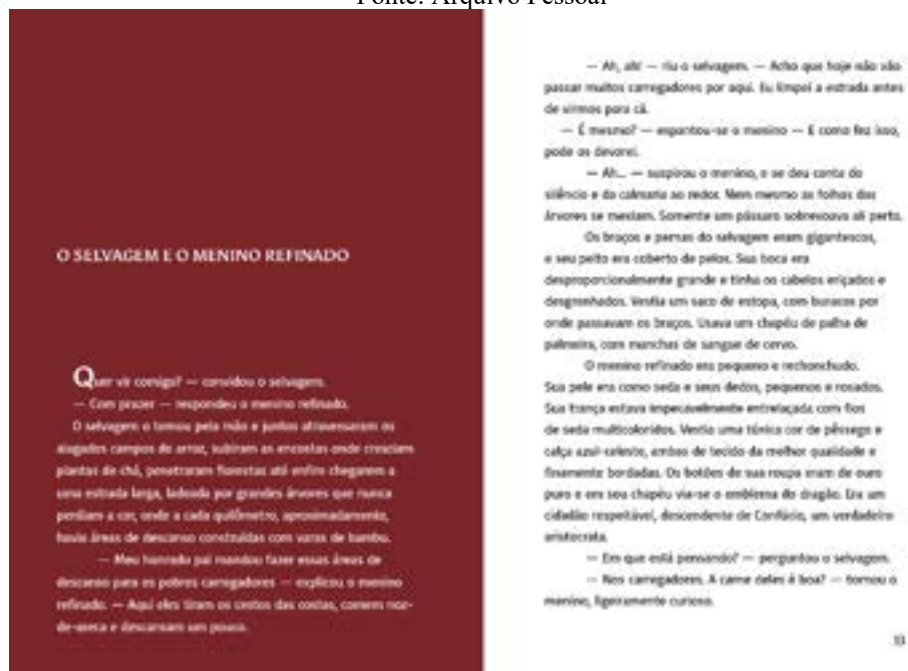 Fonte: Arquivo Pessoal
O SELVAGEM E O MENINO REFINADO
Quer vir comigo? — convidou o selvagem.
— Com prazer — respondeu o menino refinado.
O selvagem o tomou pela mão e juntos atravessaram os
alagados campos de arroz, subiram as encostas onde cresciam
plantas de chá, penetraram florestas até enfim chegarem a
uma estrada larga, ladeada por grandes árvores que nunca
perdiam a cor, onde a cada quilômetro, aproximadamente,
havia áreas de descanso construídas com varas de bambu.
— Meu honrado pai mandou fazer essas áreas de
descanso para os pobres carregadores — explicou o menino
refinado. — Aqui eles tiram os cestos das costas, comem noz-
de-areca e descansam um pouco.
— Ah, ah! — riu o selvagem. — Acho que hoje não vão
passar muitos carregadores por aqui. Eu limpei a estrada antes
de virmos para cá.
— É mesmo? — espantou-se o menino — E como fez isso,
pode os devorei.
— Ah... — suspirou o menino, e se deu conta do
silêncio e da calmaria ao redor. Nem mesmo as folhas das
árvores se mexiam. Somente um pássaro sobrevoava ali perto.
Os braços e pernas do selvagem eram gigantescos,
e seu peito era coberto de pelos. Sua boca era
desproporcionalmente grande e tinha os cabelos eriçados e
desgrenhados. Vestia um saco de estopa, com buracos por
onde passavam os braços. Usava um chapéu de palha de
palmeira, com manchas de sangue de cervo.
O menino refinado era pequeno e rechonchudo.
Sua pele era como seda e seus dedos, pequenos e rosados.
Sua trança estava impecavelmente entrelaçada com fios
de seda multicoloridos. Vestia uma túnica cor de pêssego e
calça azul-celeste, ambas de tecido da melhor qualidade e
finamente bordadas. Os botões de sua roupa eram de ouro
puro e em seu chapéu via-se o emblema do dragão. Era um
cidadão respeitável, descendente de Confúcio, um verdadeiro
aristocrata.
— Em que está pensando? — perguntou o selvagem.
— Nos carregadores. A carne deles é boa? — tornou o
menino, ligeiramente curioso.